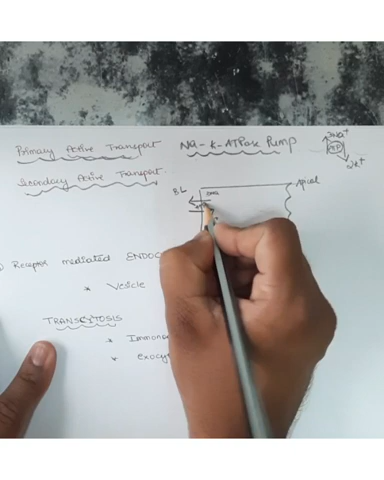 Primary Active Transport
Na - K - ATPase Pump
3Na+
ATP
2K+
Secondary Active Transport
BL
apical
Receptor mediated ENDOC
* Vesicle
TRANSCYTOSIS
* Immuno
* exocy